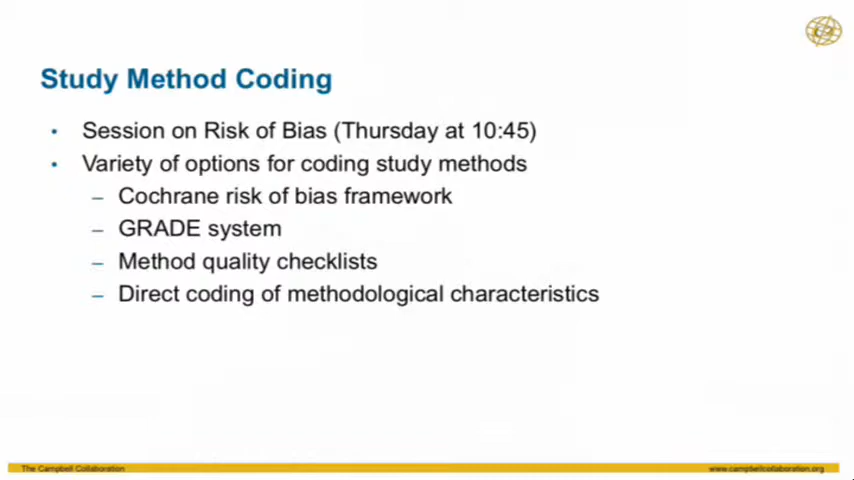 Study Method Coding
• Session on Risk of Bias (Thursday at 10:45)
• Variety of options for coding study methods
– Cochrane risk of bias framework
– GRADE system
– Method quality checklists
– Direct coding of methodological characteristics
The Campbell Collaboration
www.campbellcollaboration.org